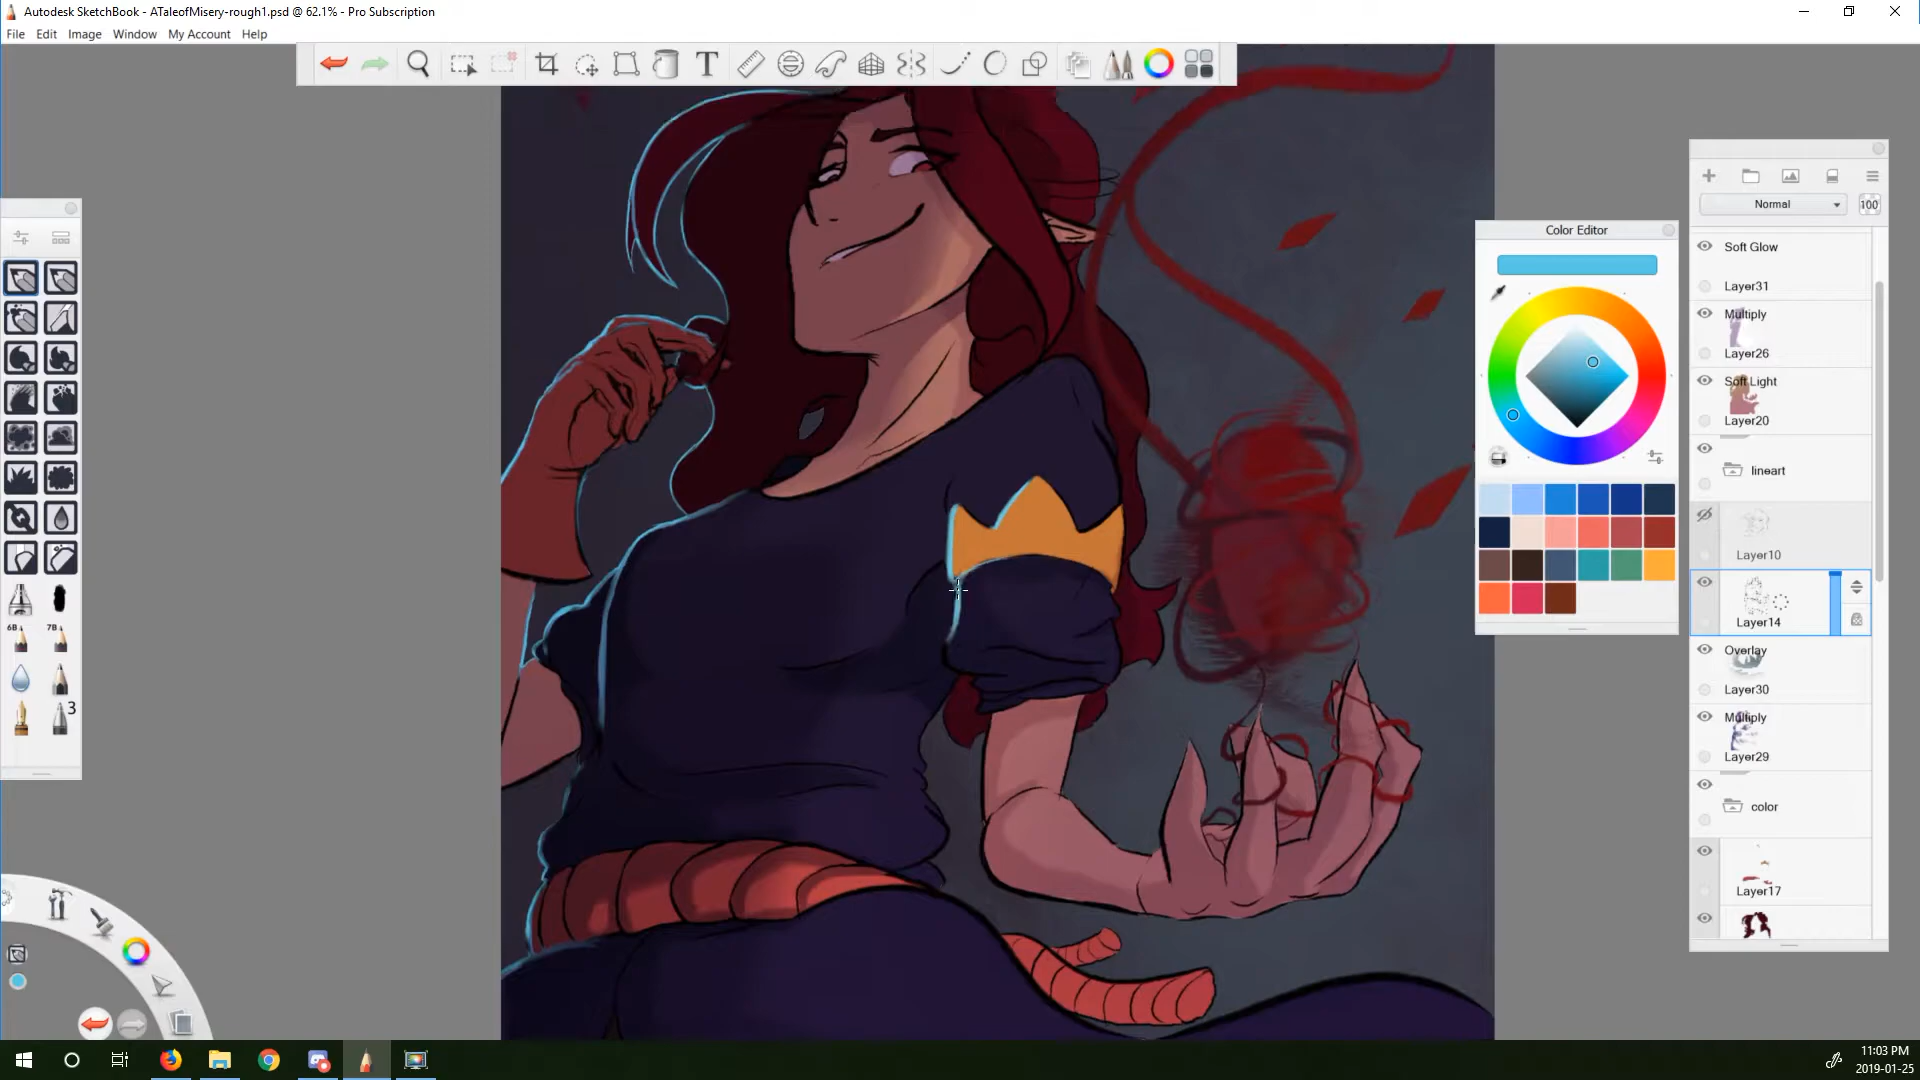 Autodesk SketchBook - ATaleofMisery-rough1.psd @ 62.1% - Pro Subscription
File Edit Image Window My Account Help
T
Normal 100
Soft Glow
Layer31
Multiply
Layer26
Soft Light
Layer20
lineart
Layer10
Layer14
Overlay
Layer30
Multiply
Layer29
color
Layer17
Color Editor
6B 7B
3
11:03 PM
2019-01-25